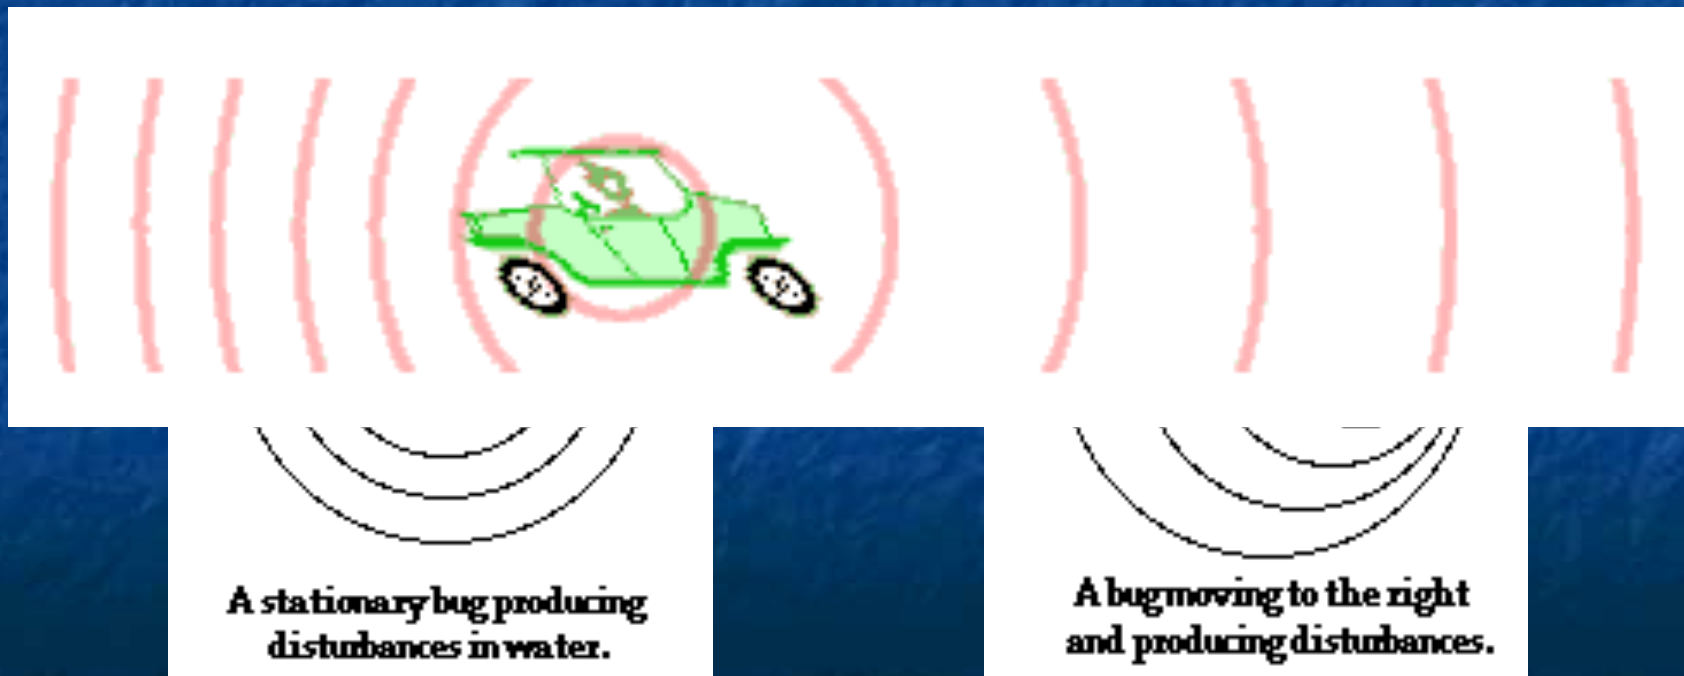 A stationary bug producing
disturbances in water.
A bug moving to the right
and producing disturbances.